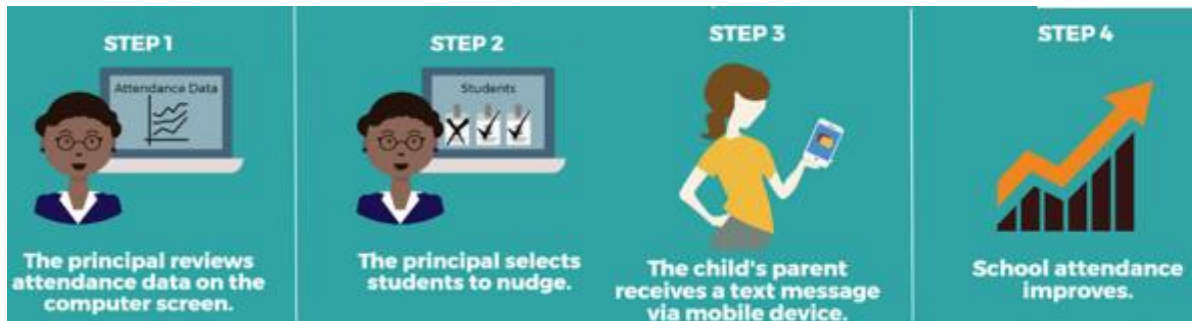 STEP 1
Attendance Data
The principal reviews
attendance data on the
computer screen.
STEP 2
Students
The principal selects
students to nudge.
STEP 3
The child's parent
receives a text message
via mobile device.
STEP 4
School attendance
improves.